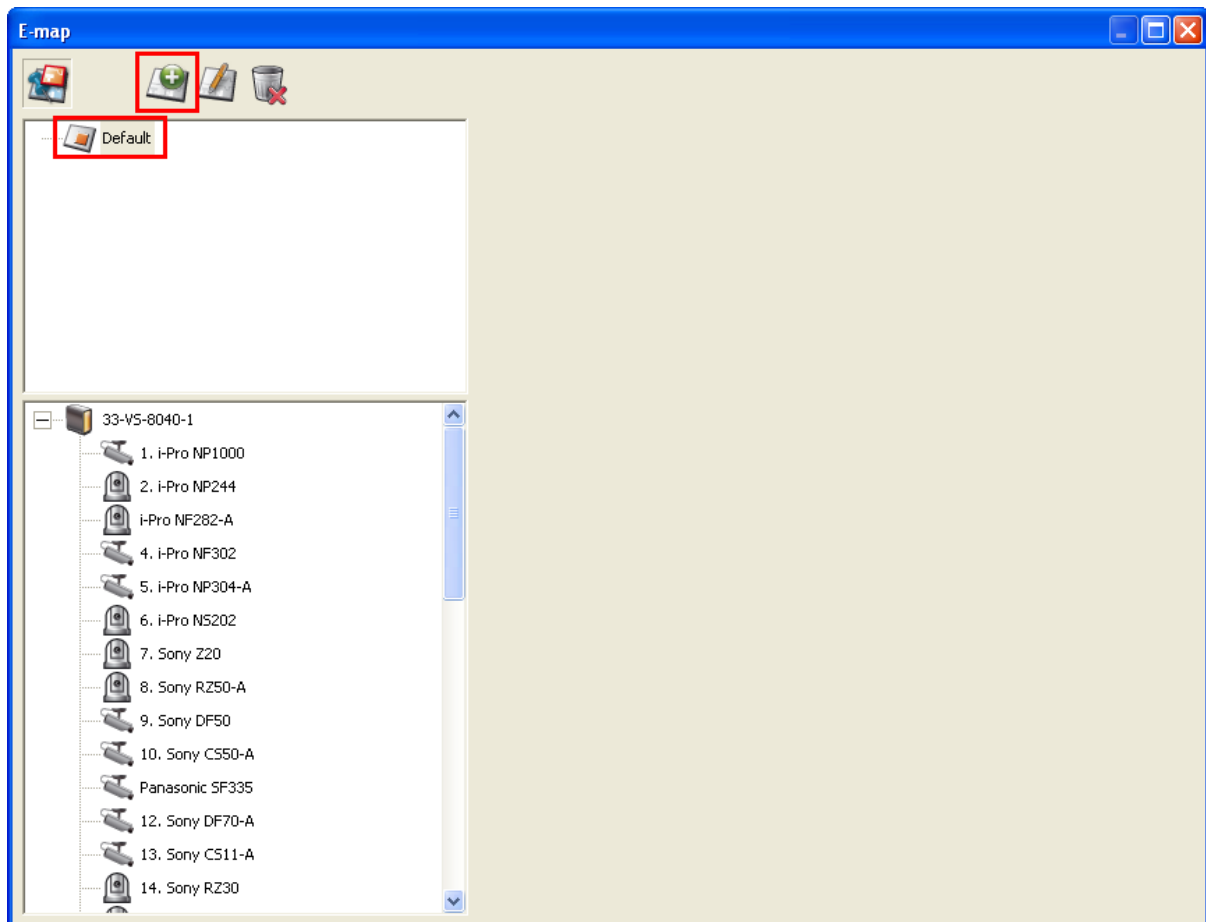 E-map
Default
33-VS-8040-1
1. i-Pro NP1000
2. i-Pro NP244
i-Pro NF282-A
4. i-Pro NF302
5. i-Pro NP304-A
6. i-Pro NS202
7. Sony Z20
8. Sony RZ50-A
9. Sony DF50
10. Sony CS50-A
Panasonic SF335
12. Sony DF70-A
13. Sony CS11-A
14. Sony RZ30